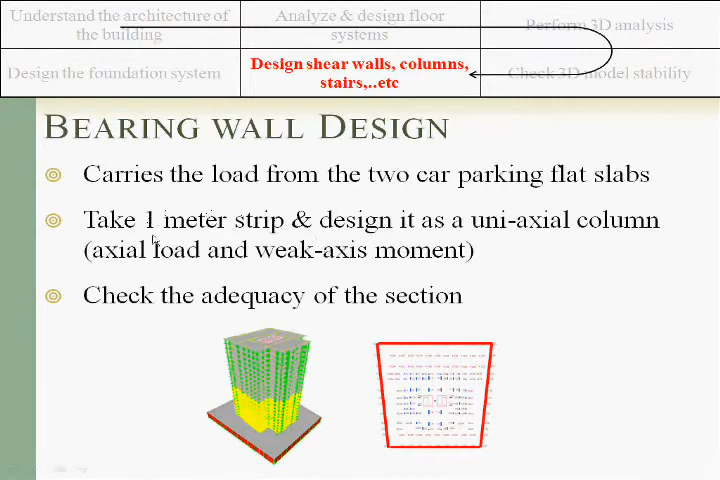 Understand the architecture of
the building
Analyze & design floor
systems
Perform 3D analysis
Design the foundation system
Design shear walls, columns,
stairs,..etc
Check 3D model stability
BEARING WALL DESIGN
Carries the load from the two car parking flat slabs
Take 1 meter strip & design it as a uni-axial column
(axial load and weak-axis moment)
Check the adequacy of the section